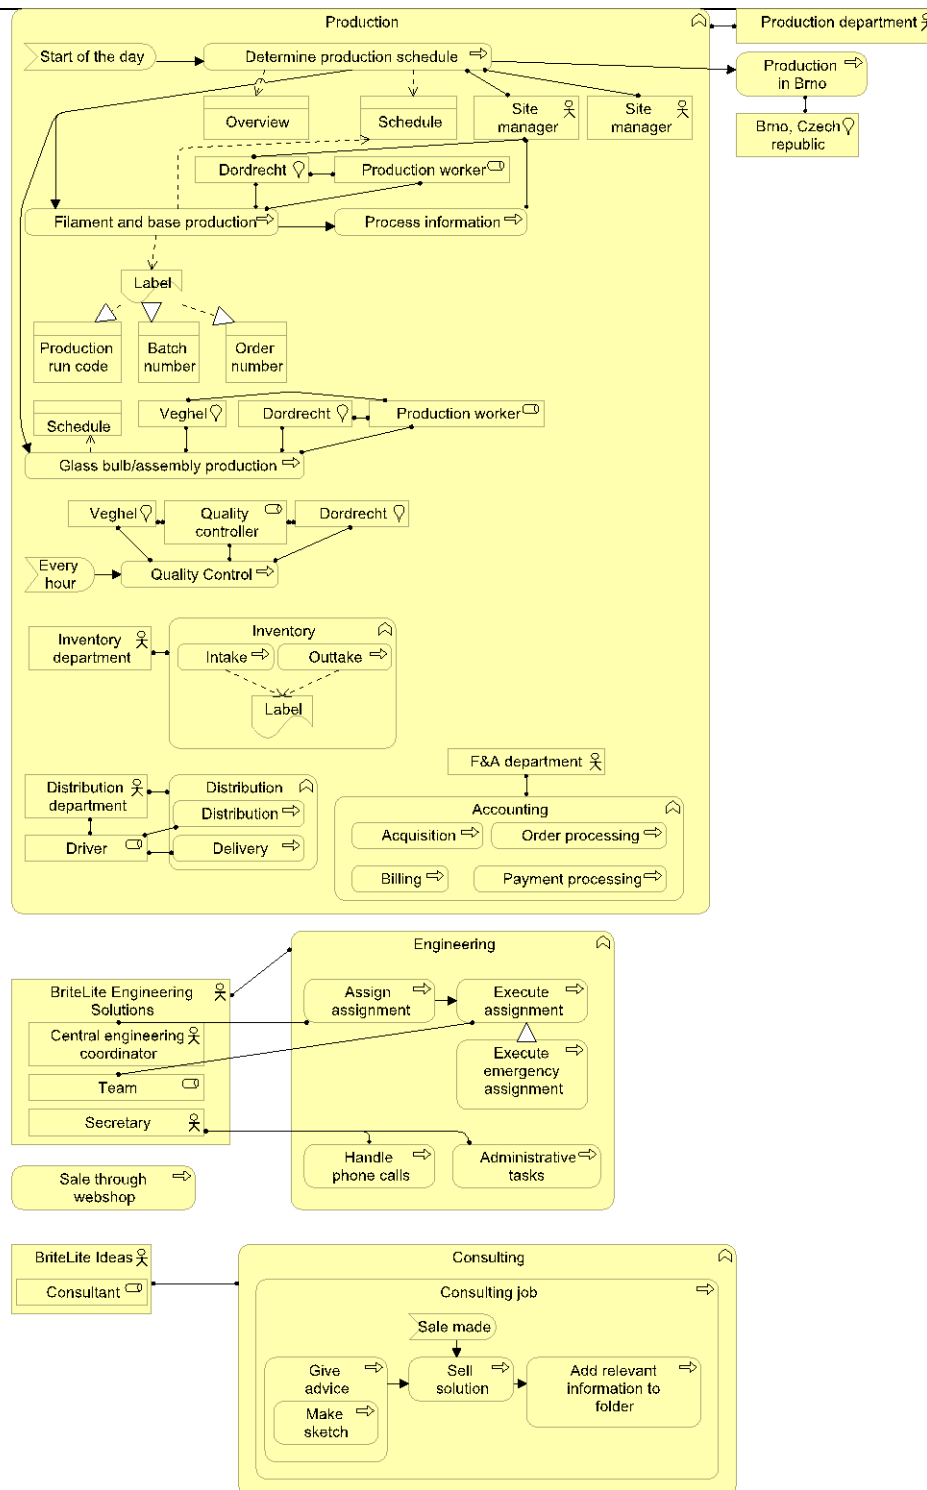 Production
Production department
Start of the day
Determine production schedule
Production
in Brno
Overview
Schedule
Site
manager
Site
manager
Brno, Czech
republic
Dordrecht
Production worker
Filament and base production
Process information
Label
Production
run code
Batch
number
Order
number
Schedule
Veghel
Dordrecht
Production worker
Glass bulb/assembly production
Veghel
Quality
controller
Dordrecht
Every
hour
Quality Control
Inventory
department
Inventory
Intake
Outtake
Label
F&A department
Distribution
department
Distribution
Distribution
Driver
Delivery
Accounting
Acquisition
Order processing
Billing
Payment processing
Engineering
BriteLite Engineering
Solutions
Assign
assignment
Execute
assignment
Central engineering
coordinator
Execute
emergency
assignment
Team
Secretary
Handle
phone calls
Administrative
tasks
Sale through
webshop
BriteLite Ideas
Consultant
Consulting
Consulting job
Sale made
Give
advice
Sell
solution
Add relevant
information to
folder
Make
sketch